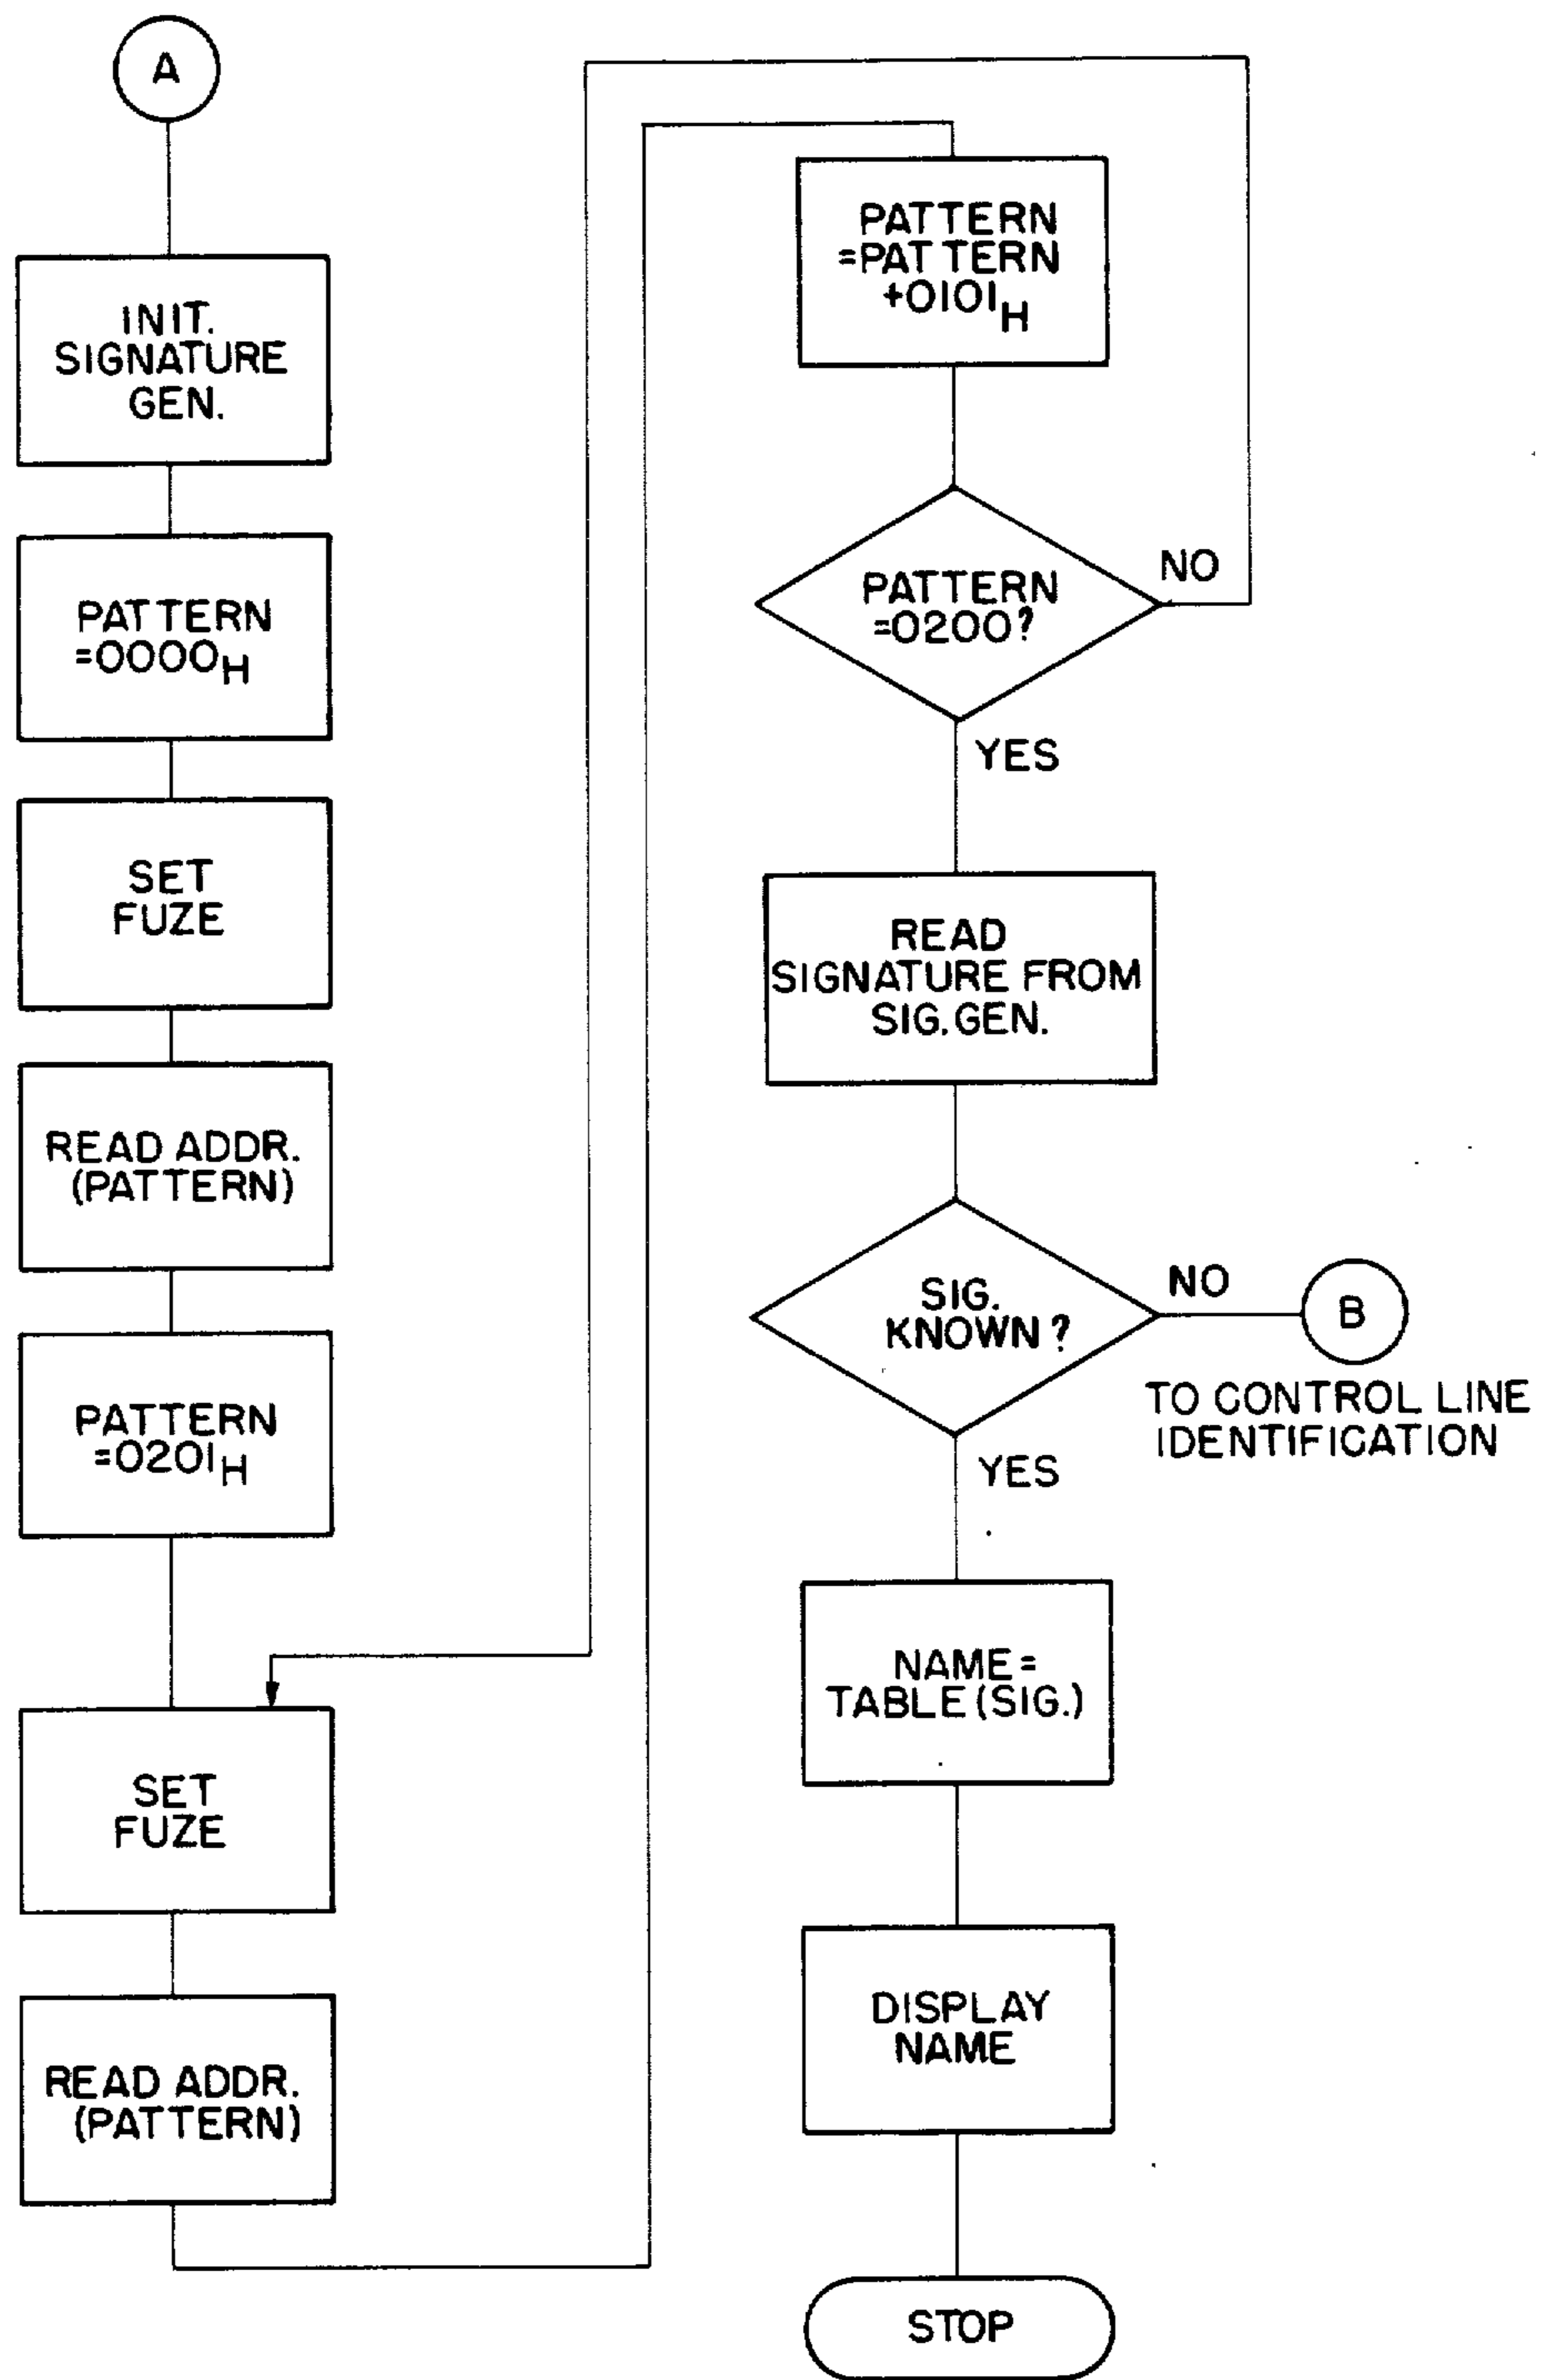 A
INIT.
SIGNATURE
GEN.
PATTERN
=0000H
SET
FUZE
READ ADDR.
(PATTERN)
PATTERN
=0201H
SET
FUZE
READ ADDR.
(PATTERN)
PATTERN
=PATTERN
+0101H
PATTERN
=0200?
NO
YES
READ
SIGNATURE FROM
SIG. GEN.
SIG.
KNOWN?
NO
B
TO CONTROL LINE
IDENTIFICATION
YES
NAME=
TABLE (SIG.)
DISPLAY
NAME
STOP